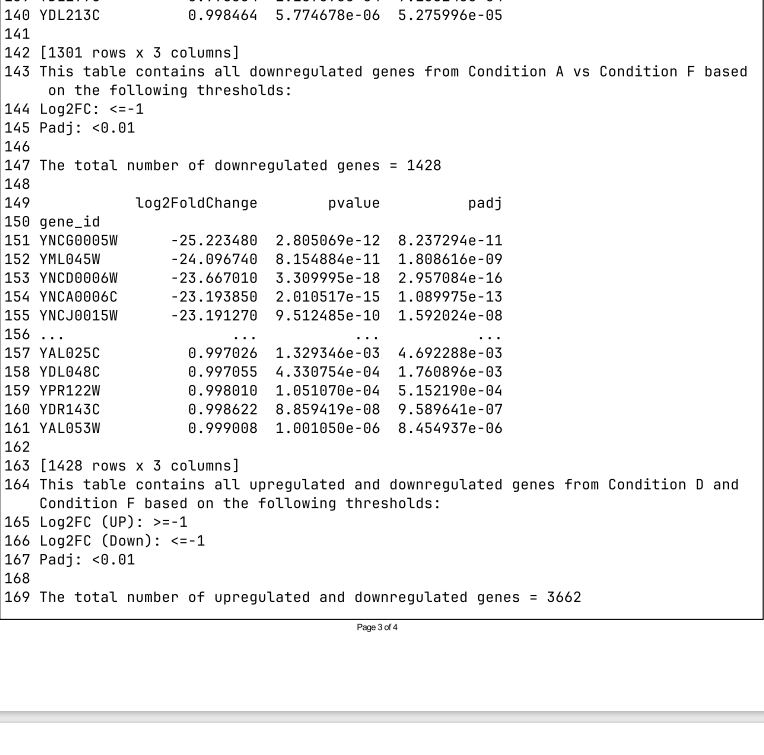 140 YDL213C 0.998464 5.774678e-06 5.275996e-05
141
142 [1301 rows x 3 columns]
143 This table contains all downregulated genes from Condition A vs Condition F based
on the following thresholds:
144 Log2FC: <=-1
145 Padj: <0.01
146
147 The total number of downregulated genes = 1428
148
149 log2FoldChange pvalue padj
150 gene_id
151 YNCG0005W -25.223480 2.805069e-12 8.237294e-11
152 YML045W -24.096740 8.154884e-11 1.808616e-09
153 YNCD0006W -23.667010 3.309995e-18 2.957084e-16
154 YNCA0006C -23.193850 2.010517e-15 1.089975e-13
155 YNCJ0015W -23.191270 9.512485e-10 1.592024e-08
156 ... ... ... ...
157 YAL025C 0.997026 1.329346e-03 4.692288e-03
158 YDL048C 0.997055 4.330754e-04 1.760896e-03
159 YPR122W 0.998010 1.051070e-04 5.152190e-04
160 YDR143C 0.998622 8.859419e-08 9.589641e-07
161 YAL053W 0.999008 1.001050e-06 8.454937e-06
162
163 [1428 rows x 3 columns]
164 This table contains all upregulated and downregulated genes from Condition D and
Condition F based on the following thresholds:
165 Log2FC (UP): >=-1
166 Log2FC (Down): <=-1
167 Padj: <0.01
168
169 The total number of upregulated and downregulated genes = 3662
Page 3 of 4